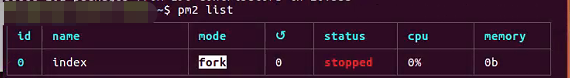 ~$ pm2 list
id name mode ↺ status cpu memory
0 index fork 0 stopped 0% 0b